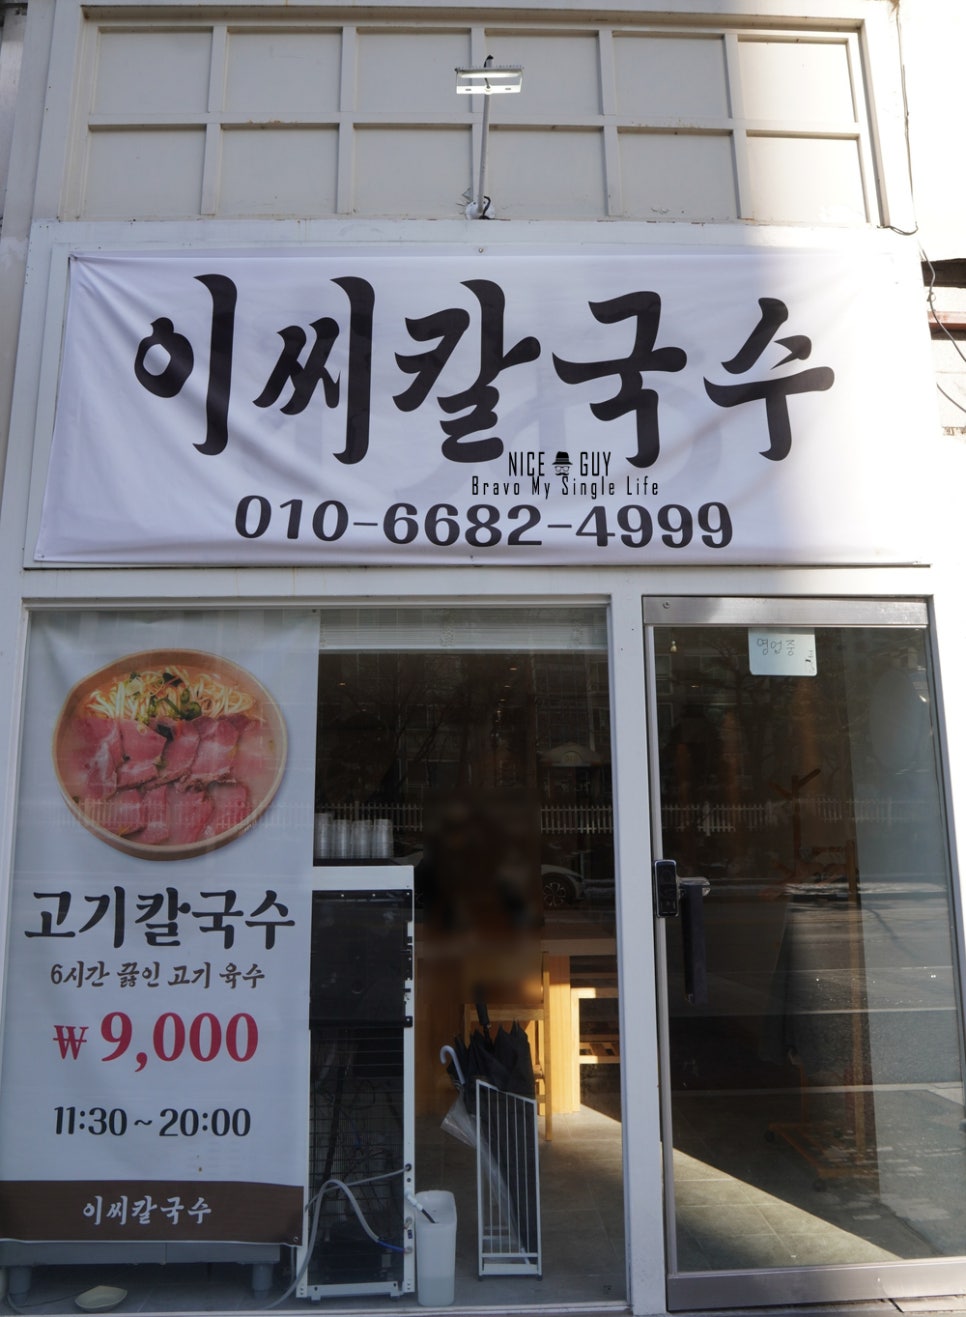 이씨칼국수
NICE GUY
Bravo My Single Life
010-6682-4999
영업중
고기칼국수
6시간 끓인 고기 육수
₩9,000
11:30~20:00
이씨칼국수